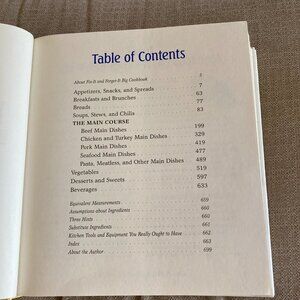 Table of Contents
About Fix-It and Forget-It Big Cookbook
Appetizers, Snacks, and Spreads 7
Breakfasts and Brunches 63
Breads 77
Soups, Stews, and Chilis 83
THE MAIN COURSE
Beef Main Dishes 199
Chicken and Turkey Main Dishes 329
Pork Main Dishes 419
Seafood Main Dishes 477
Pasta, Meatless, and Other Main Dishes 489
Vegetables 519
Desserts and Sweets 597
Beverages 633
Equivalent Measurements 659
Assumptions about Ingredients 660
Three Hints 660
Substitute Ingredients 661
Kitchen Tools and Equipment You Really Ought to Have 662
Index 663
About the Author 699